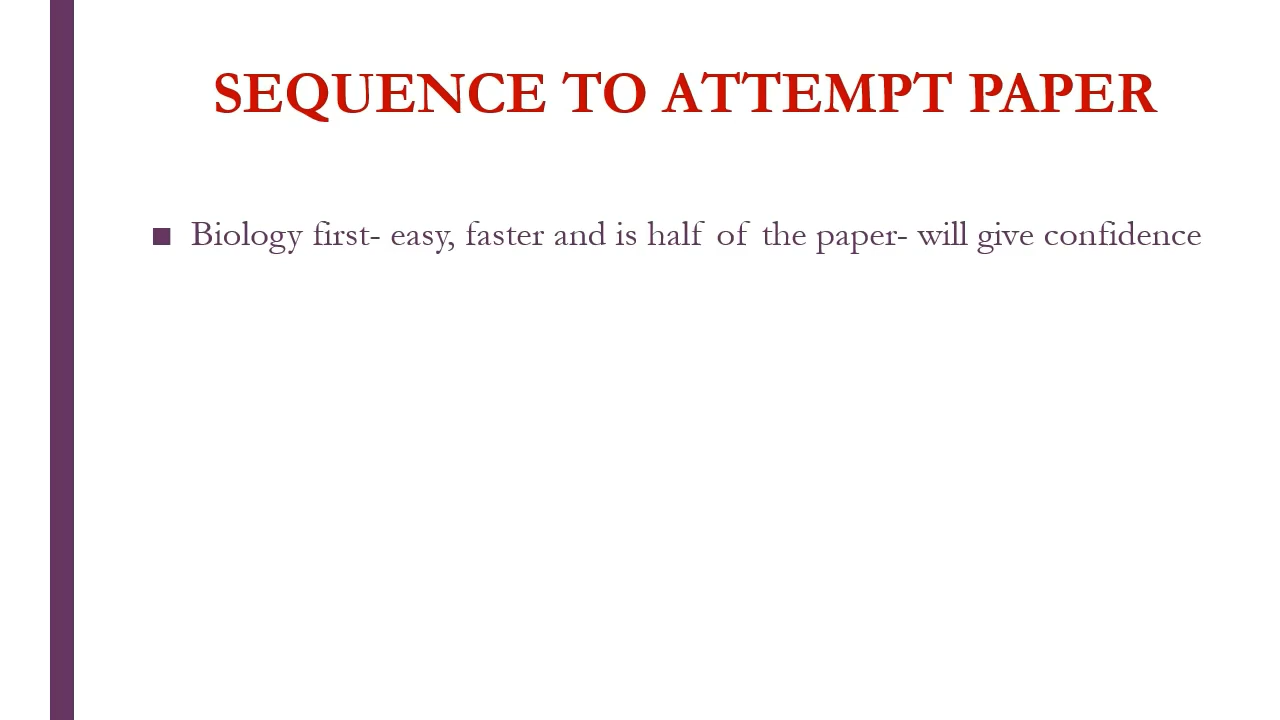 SEQUENCE TO ATTEMPT PAPER
■ Biology first- easy, faster and is half of the paper- will give confidence